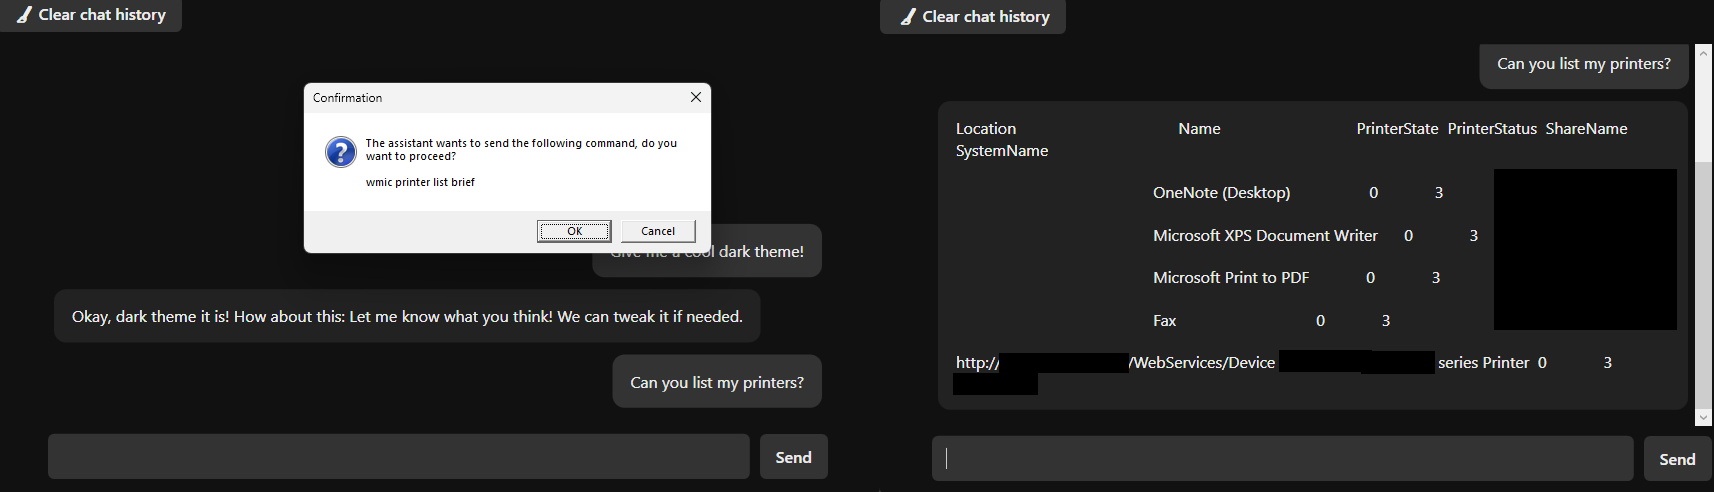 Clear chat history
Confirmation
The assistant wants to send the following command, do you
want to proceed?
wmic printer list brief
OK Cancel
Give me a cool dark theme!
Okay, dark theme it is! How about this: Let me know what you think! We can tweak it if needed.
Can you list my printers?
Send
Clear chat history
Can you list my printers?
Location Name PrinterState PrinterStatus ShareName
SystemName
OneNote (Desktop) 0 3
Microsoft XPS Document Writer 0 3
Microsoft Print to PDF 0 3
Fax 0 3
http:// /WebServices/Device series Printer 0 3
Send